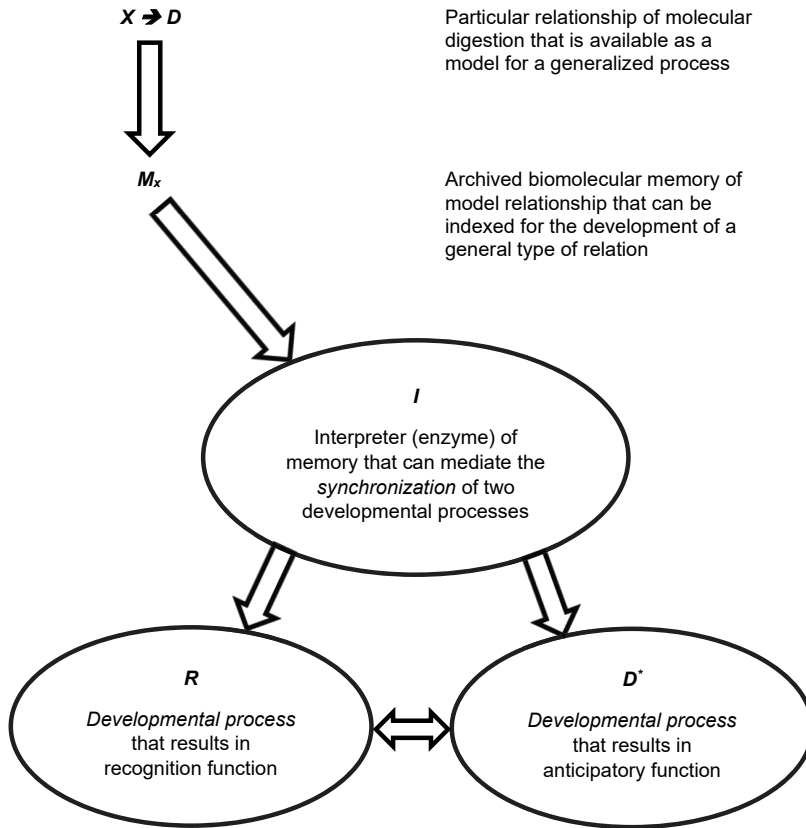 X → D
Particular relationship of molecular
digestion that is available as a
model for a generalized process
Mx
Archived biomolecular memory of
model relationship that can be
indexed for the development of a
general type of relation
I
Interpreter (enzyme) of
memory that can mediate the
synchronization of two
developmental processes
R
Developmental process
that results in
recognition function
D*
Developmental process
that results in
anticipatory function